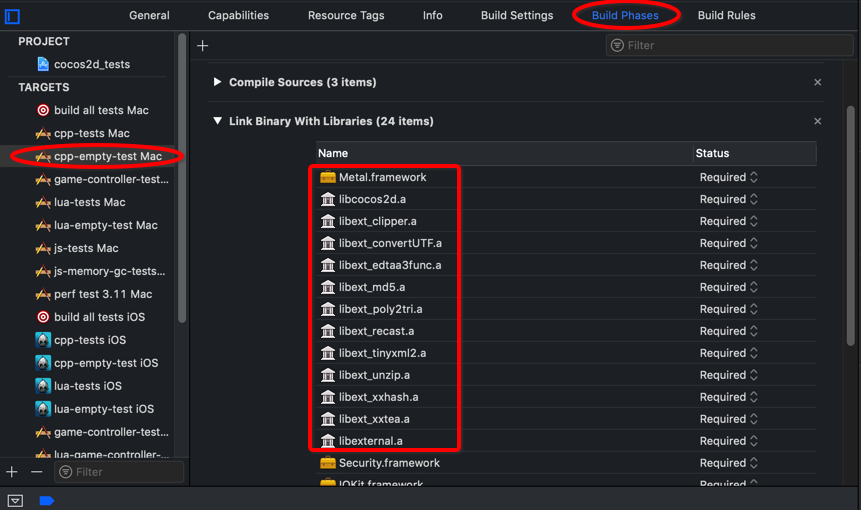 General Capabilities Resource Tags Info Build Settings Build Phases Build Rules
PROJECT
cocos2d_tests
TARGETS
build all tests Mac
cpp-tests Mac
cpp-empty-test Mac
game-controller-test...
lua-tests Mac
lua-empty-test Mac
js-tests Mac
js-memory-gc-tests...
perf test 3.11 Mac
build all tests iOS
cpp-tests iOS
cpp-empty-test iOS
lua-tests iOS
lua-empty-test iOS
game-controller-test...
lua-game-controller-...
Filter
Filter
Compile Sources (3 items)
Link Binary With Libraries (24 items)
Name Status
Metal.framework Required
libcocos2d.a Required
libext_clipper.a Required
libext_convertUTF.a Required
libext_edtaa3func.a Required
libext_md5.a Required
libext_poly2tri.a Required
libext_recast.a Required
libext_tinyxml2.a Required
libext_unzip.a Required
libext_xxhash.a Required
libext_xxtea.a Required
libexternal.a Required
Security.framework Required
IOKit.framework Required